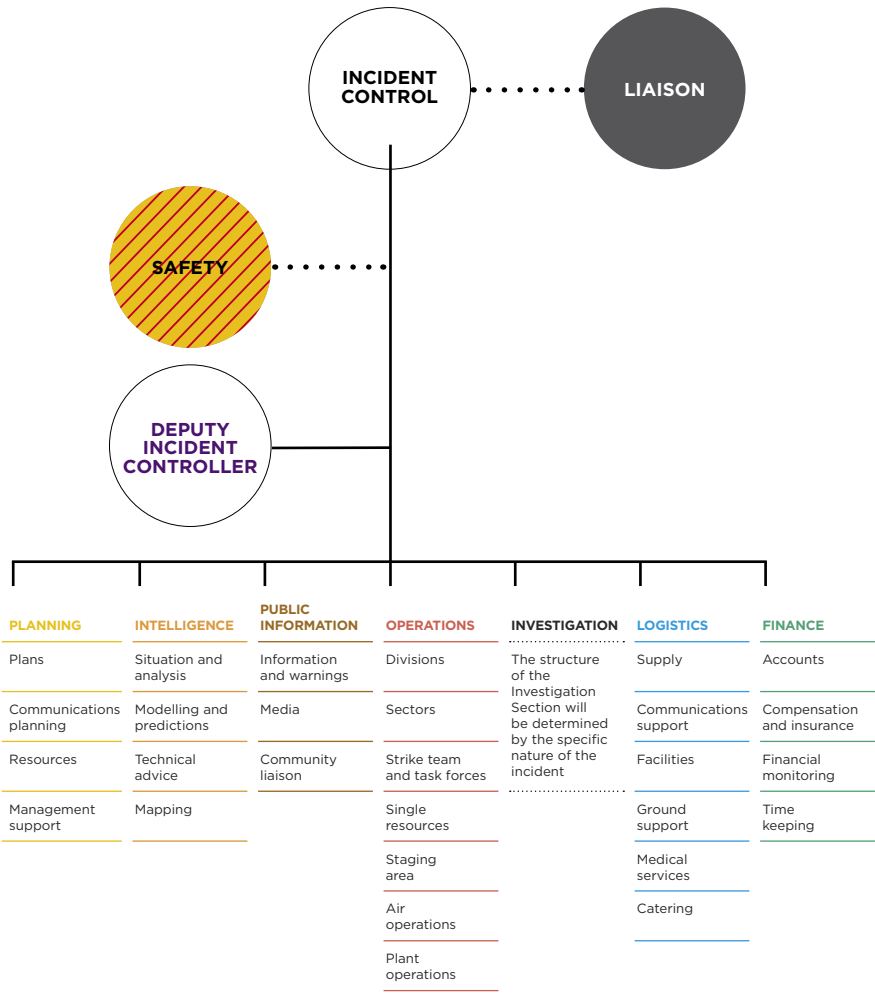 INCIDENT
CONTROL
LIAISON
SAFETY
DEPUTY
INCIDENT
CONTROLLER
PLANNING
Plans
Communications
planning
Resources
Management
support
INTELLIGENCE
Situation and
analysis
Modelling and
predictions
Technical
advice
Mapping
PUBLIC
INFORMATION
Information
and warnings
Media
Community
liaison
OPERATIONS
Divisions
Sectors
Strike team
and task forces
Single
resources
Staging
area
Air
operations
Plant
operations
INVESTIGATION
The structure
of the
Investigation
Section will
be determined
by the specific
nature of the
incident
LOGISTICS
Supply
Communications
support
Facilities
Ground
support
Medical
services
Catering
FINANCE
Accounts
Compensation
and insurance
Financial
monitoring
Time
keeping